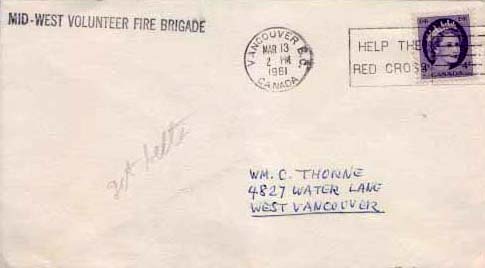 MID-WEST VOLUNTEER FIRE BRIGADE
VANCOUVER B.C.
MAR 13
2 PM
1961
CANADA
HELP THE
RED CROS
CANADA
WM. C. THORNE
4827 WATER LANE
WEST VANCOUVER